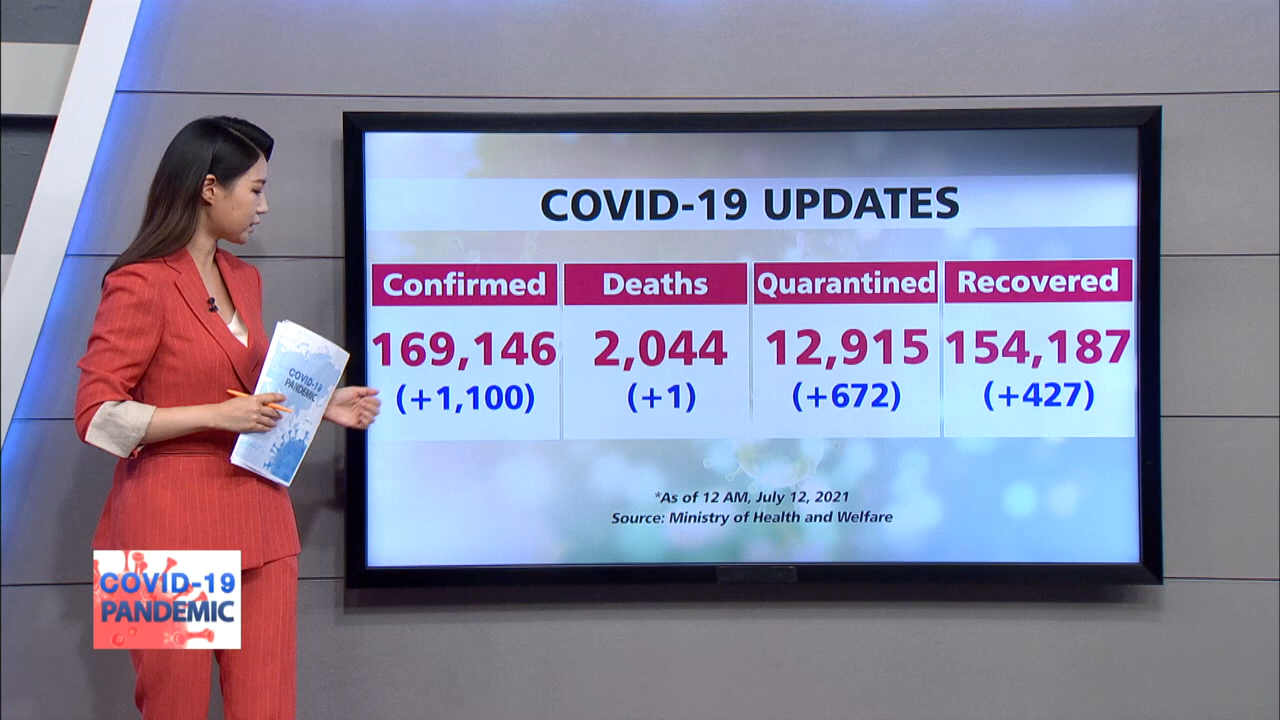 COVID-19 UPDATES
Confirmed
Deaths
Quarantined
Recovered
169,146
2,044
12,915
154,187
(+1,100)
(+1)
(+672)
(+427)
*As of 12 AM, July 12, 2021
Source: Ministry of Health and Welfare
COVID-19
PANDEMIC
COVID-19
PANDEMIC